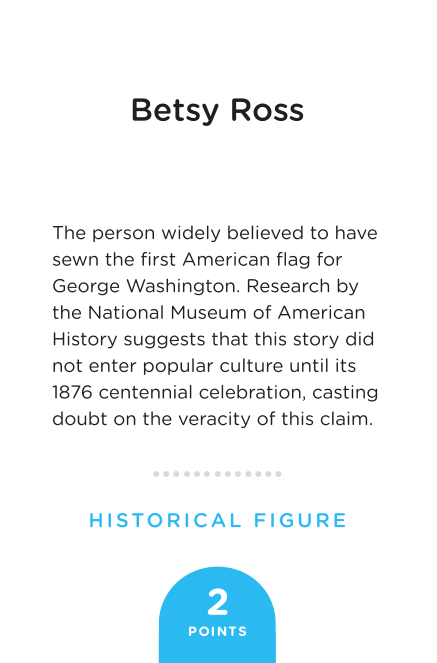 Betsy Ross
The person widely believed to have
sewn the first American flag for
George Washington. Research by
the National Museum of American
History suggests that this story did
not enter popular culture until its
1876 centennial celebration, casting
doubt on the veracity of this claim.
HISTORICAL FIGURE
2
POINTS